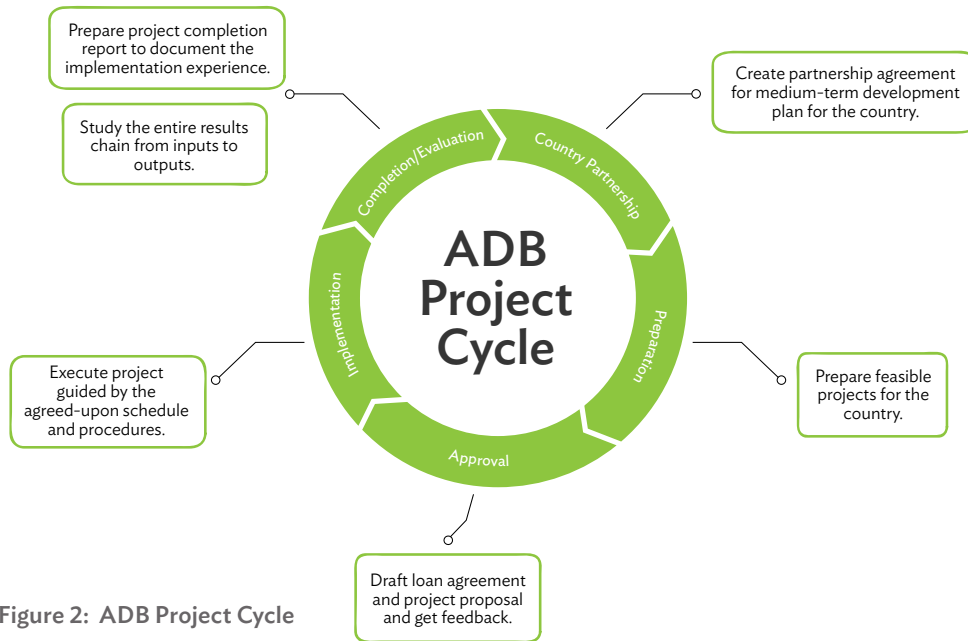 Prepare project completion
report to document the
implementation experience.
Study the entire results
chain from inputs to
outputs.
Create partnership agreement
for medium-term development
plan for the country.
Completion/Evaluation
Country Partnership
ADB
Project
Cycle
Implementation
Preparation
Approval
Execute project
guided by the
agreed-upon schedule
and procedures.
Prepare feasible
projects for the
country.
Draft loan agreement
and project proposal
and get feedback.
Figure 2: ADB Project Cycle